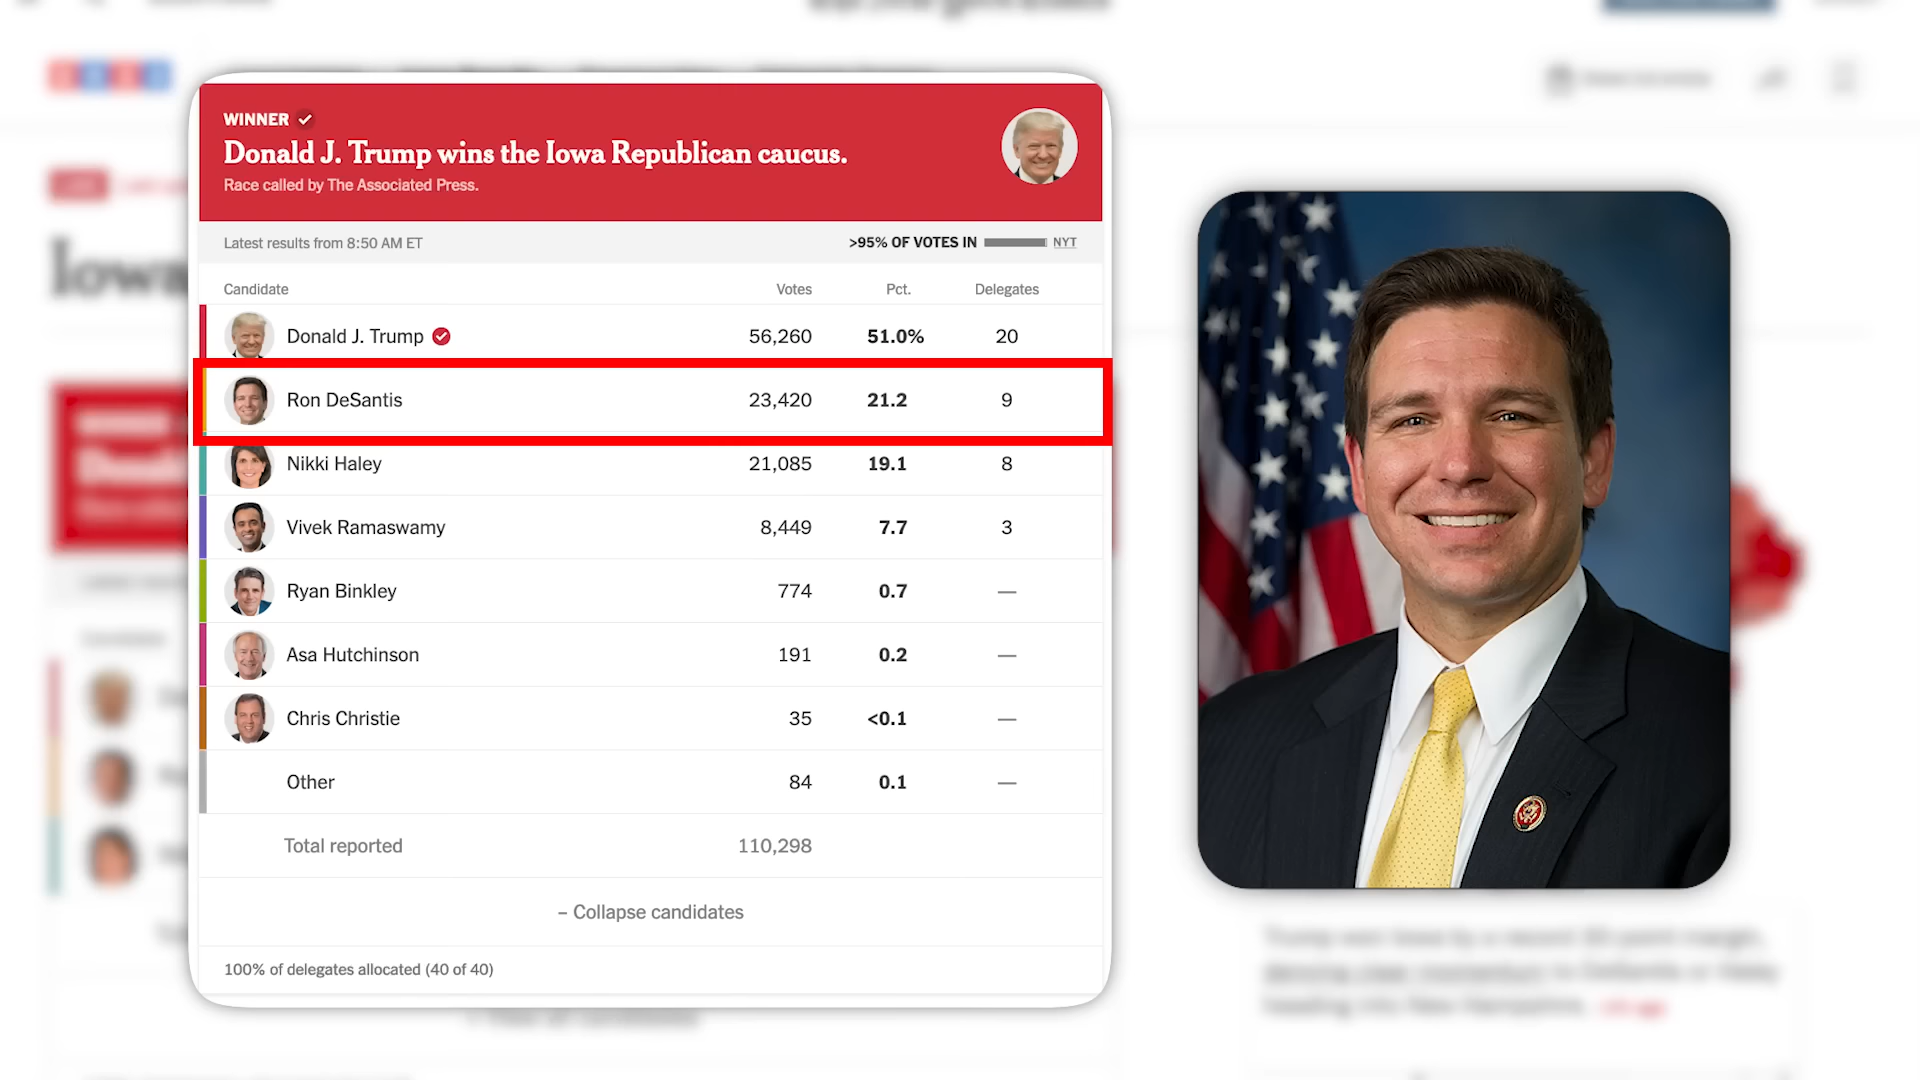 WINNER
Donald J. Trump wins the Iowa Republican caucus.
Race called by The Associated Press.
Latest results from 8:50 AM ET >95% OF VOTES IN NYT
Candidate Votes Pct. Delegates
Donald J. Trump 56,260 51.0% 20
Ron DeSantis 23,420 21.2 9
Nikki Haley 21,085 19.1 8
Vivek Ramaswamy 8,449 7.7 3
Ryan Binkley 774 0.7 —
Asa Hutchinson 191 0.2 —
Chris Christie 35 <0.1 —
Other 84 0.1 —
Total reported 110,298
– Collapse candidates
100% of delegates allocated (40 of 40)
Iowa